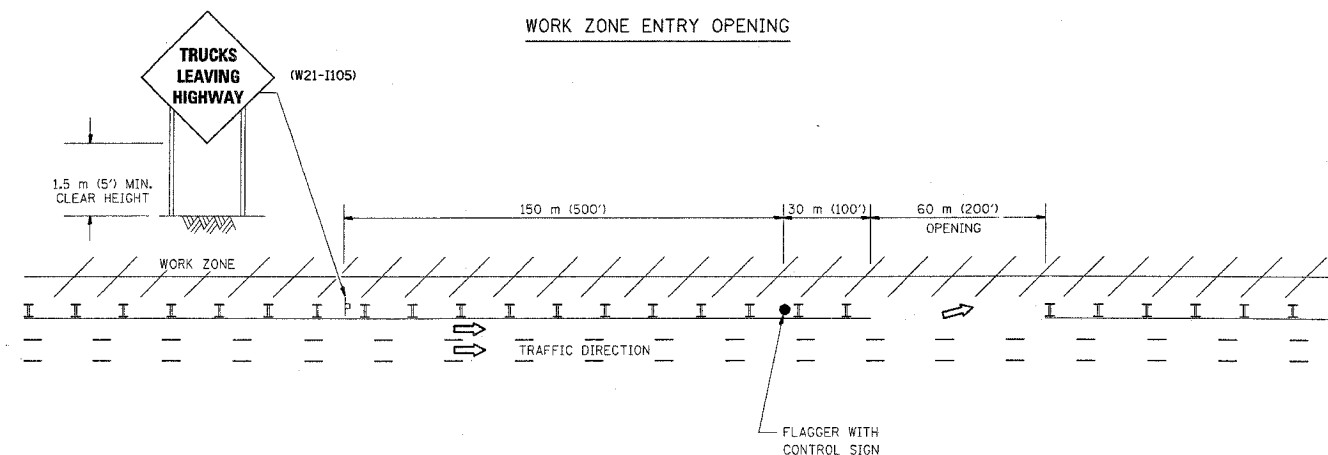 WORK ZONE ENTRY OPENING
TRUCKS
LEAVING
HIGHWAY
(W21-I105)
1.5 m (5') MIN.
CLEAR HEIGHT
150 m (500')
30 m (100')
60 m (200')
OPENING
WORK ZONE
TRAFFIC DIRECTION
FLAGGER WITH
CONTROL SIGN